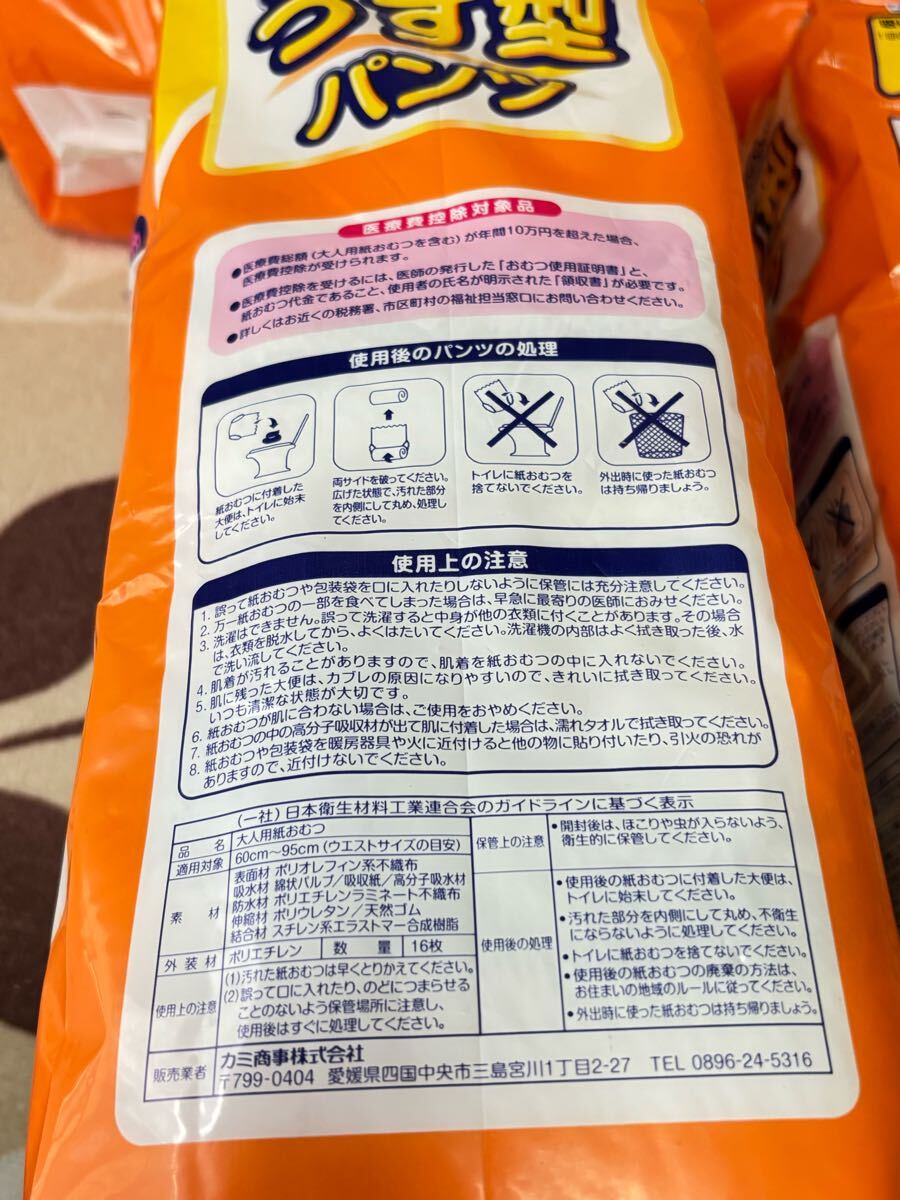 うす型
パンツ
医療費控除対象品
●医療費総額(大人用紙おむつを含む)が年間10万円を超えた場合、
医療費控除が受けられます。
●医療費控除を受けるには、医師の発行した「おむつ使用証明書」と、
紙おむつ代金であること、使用者の氏名が明示された「領収書」が必要です。
●詳しくはお近くの税務署、市区町村の福祉担当窓口にお問い合わせください。
使用後のパンツの処理
紙おむつに付着した
大便は、トイレに始末
してください。
両サイドを破ってください。
広げた状態で、汚れた部分
を内側にして丸め、処理し
てください。
トイレに紙おむつを
捨てないでください。
外出時に使った紙おむつ
は持ち帰りましょう。
使用上の注意
1. 誤って紙おむつや包装袋を口に入れたりしないように保管には充分注意してください。
2. 万一紙おむつの一部を食べてしまった場合は、早急に最寄りの医師におみせください。
3. 洗濯はできません。誤って洗濯すると中身が他の衣類に付くことがあります。その場合
は、衣類を脱水してから、よくはたいてください。洗濯機の内部はよく拭き取った後、水
で洗い流してください。
4. 肌着が汚れることがありますので、肌着を紙おむつの中に入れないでください。
5. 肌に残った大便は、カブレの原因になりやすいので、きれいに拭き取ってください。
いつも清潔な状態が大切です。
6. 紙おむつが肌に合わない場合は、ご使用をおやめください。
7. 紙おむつの中の高分子吸収材が出て肌に付着した場合は、濡れタオルで拭き取ってください。
8. 紙おむつや包装袋を暖房器具や火に近付けると他の物に貼り付いたり、引火の恐れが
ありますので、近付けないでください。
(一社)日本衛生材料工業連合会のガイドラインに基づく表示
品名 大人用紙おむつ
適用対象 60cm〜95cm(ウエストサイズの目安)
素材 表面材 ポリオレフィン系不織布
吸水材 綿状パルプ/吸収紙/高分子吸水材
防水材 ポリエチレンラミネート不織布
伸縮材 ポリウレタン/天然ゴム
結合材 スチレン系エラストマー合成樹脂
外装材 ポリエチレン 数量 16枚
使用上の注意 (1)汚れた紙おむつは早くとりかえてください。
(2)誤って口に入れたり、のどにつまらせる
ことのないよう保管場所に注意し、
使用後はすぐに処理してください。
保管上の注意 •開封後は、ほこりや虫が入らないよう、
衛生的に保管してください。
使用後の処理 •使用後の紙おむつに付着した大便は、
トイレに始末してください。
•汚れた部分を内側にして丸め、不衛生
にならないように処理してください。
•トイレに紙おむつを捨てないでください。
•使用後の紙おむつの廃棄の方法は、
お住まいの地域のルールに従ってください。
•外出時に使った紙おむつは持ち帰りましょう。
販売業者 カミ商事株式会社
〒799-0404 愛媛県四国中央市三島宮川1丁目2-27 TEL 0896-24-5316